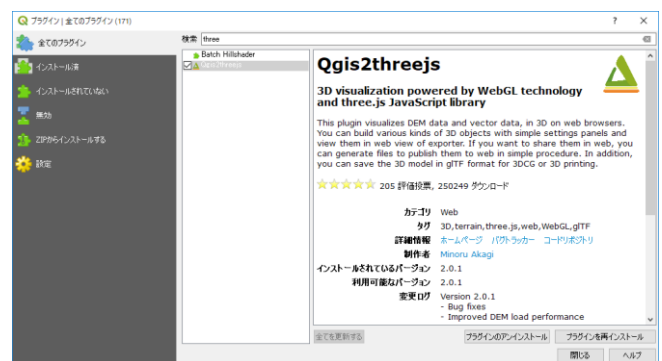 プラグイン | 全てのプラグイン (171)
? ×
全てのプラグイン
インストール済
インストールされていない
無効
ZIPからインストールする
設定
検索 three
Batch Hillshader
Qgis2threejs
Qgis2threejs
3D visualization powered by WebGL technology
and three.js JavaScript library
This plugin visualizes DEM data and vector data, in 3D on web browsers.
You can build various kinds of 3D objects with simple settings panels and
view them in web view of exporter. If you want to share them in web, you
can generate files to publish them to web in simple procedure. In addition,
you can save the 3D model in glTF format for 3DCG or 3D printing.
205 評価投票, 250249 ダウンロード
カテゴリ Web
タグ 3D,terrain,three.js,web,WebGL,glTF
詳細情報 ホームページ バグトラッカー コードリポジトリ
制作者 Minoru Akagi
インストールされているバージョン 2.0.1
利用可能なバージョン 2.0.1
変更ログ Version 2.0.1
- Bug fixes
- Improved DEM load performance
全てを更新する プラグインのアンインストール プラグインを再インストール
閉じる ヘルプ